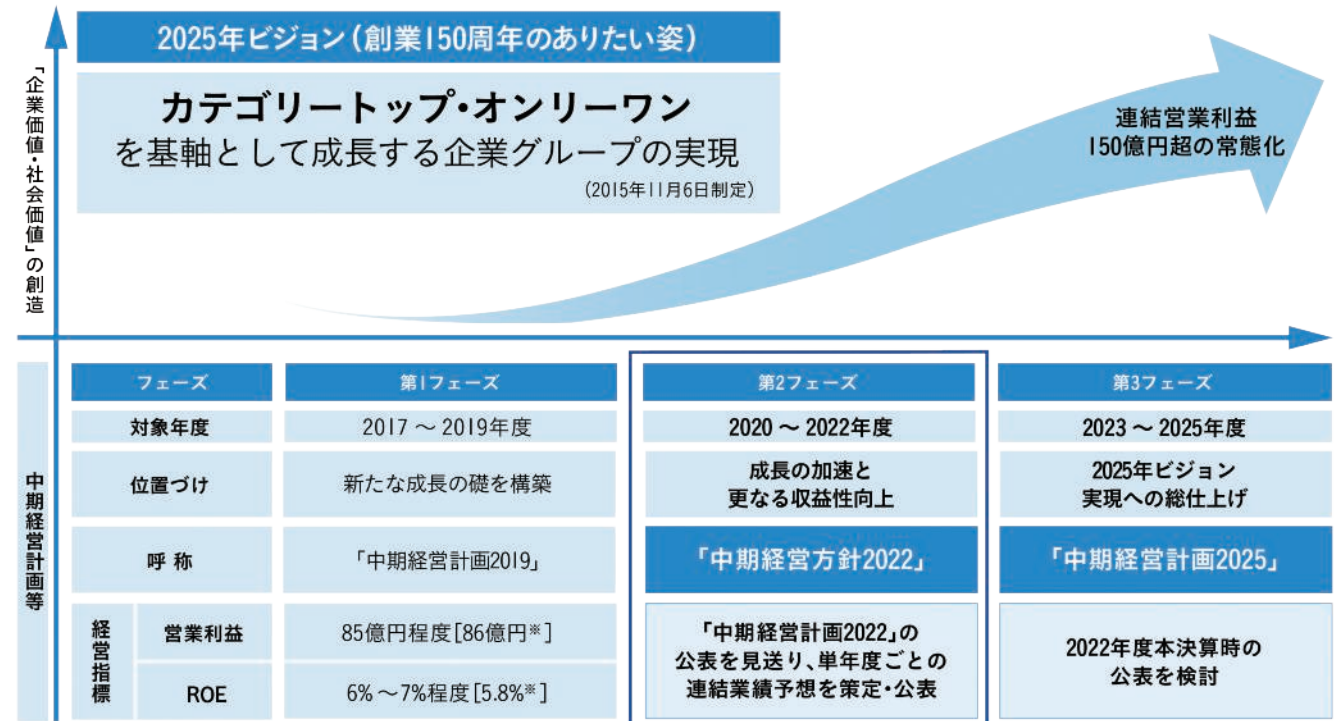 2025年ビジョン(創業150周年のありたい姿)
カテゴリートップ・オンリーワン
を基軸として成長する企業グループの実現
(2015年11月6日制定)
「企業価値・社会価値」の創造
連結営業利益
150億円超の常態化
中期経営計画等
フェーズ
第1フェーズ
第2フェーズ
第3フェーズ
対象年度
2017 ～ 2019年度
2020 ～ 2022年度
2023 ～ 2025年度
位置づけ
新たな成長の礎を構築
成長の加速と
更なる収益性向上
2025年ビジョン
実現への総仕上げ
呼 称
「中期経営計画2019」
「中期経営方針2022」
「中期経営計画2025」
経営指標
営業利益
85億円程度[86億円※]
ROE
6% ～7%程度[5.8%※]
「中期経営計画2022」の
公表を見送り、単年度ごとの
連結業績予想を策定・公表
2022年度本決算時の
公表を検討